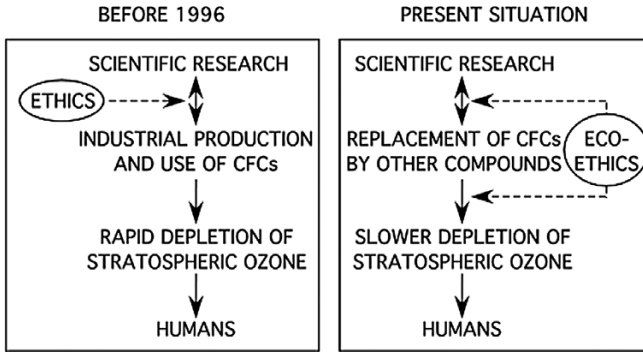 BEFORE 1996
SCIENTIFIC RESEARCH
ETHICS
INDUSTRIAL PRODUCTION
AND USE OF CFCs
RAPID DEPLETION OF
STRATOSPHERIC OZONE
HUMANS
PRESENT SITUATION
SCIENTIFIC RESEARCH
REPLACEMENT OF CFCs
BY OTHER COMPOUNDS
ECO-
ETHICS
SLOWER DEPLETION OF
STRATOSPHERIC OZONE
HUMANS